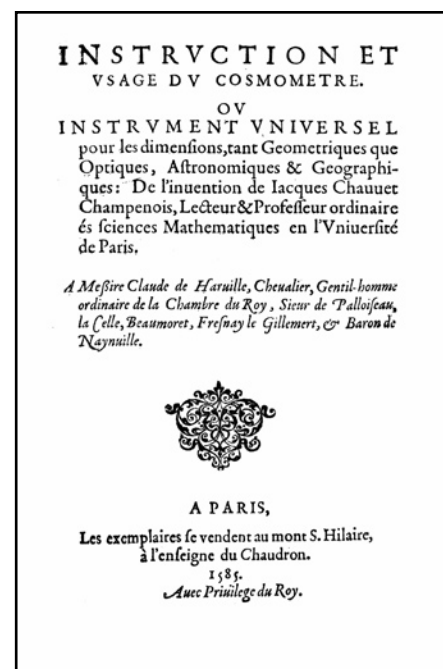 INSTRVCTION ET
VSAGE DV COSMOMETRE.
OV
INSTRVMENT VNIVERSEL
pour les dimenſions, tant Geometriques que
Optiques, Aſtronomiques & Geographi-
ques: De l'inuention de Iacques Chauuet
Champenois, Lecteur & Profeſſeur ordinaire
és ſciences Mathematiques en l'Vniuerſité
de Paris.
A Meſsire Claude de Haruille, Cheualier, Gentil-homme
ordinaire de la Chambre du Roy, Sieur de Palloiſeau,
la Celle, Beaumoret, Freſnay le Gillemert, & Baron de
Naynuille.
A PARIS,
Les exemplaires ſe vendent au mont S. Hilaire,
à l'enſeigne du Chaudron.
1585.
Auec Priuilege du Roy.